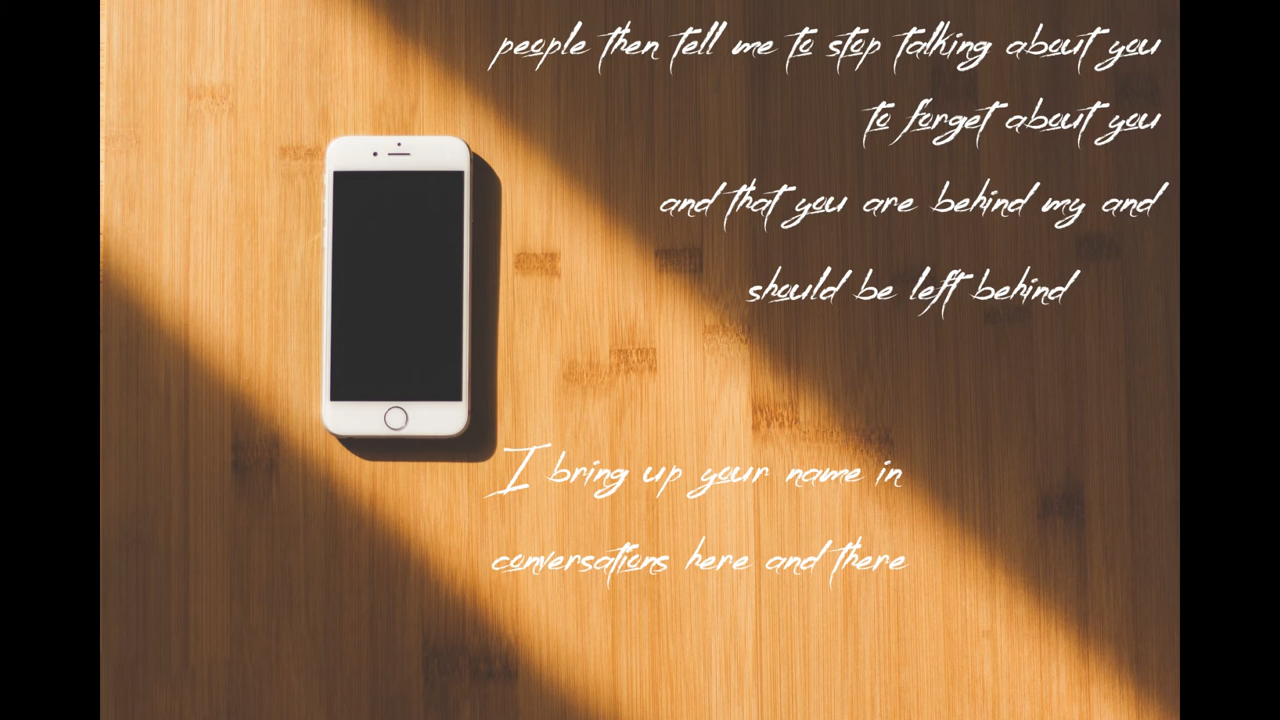 people then tell me to stop talking about you
to forget about you
and that you are behind my and
should be left behind
I bring up your name in
conversations here and there